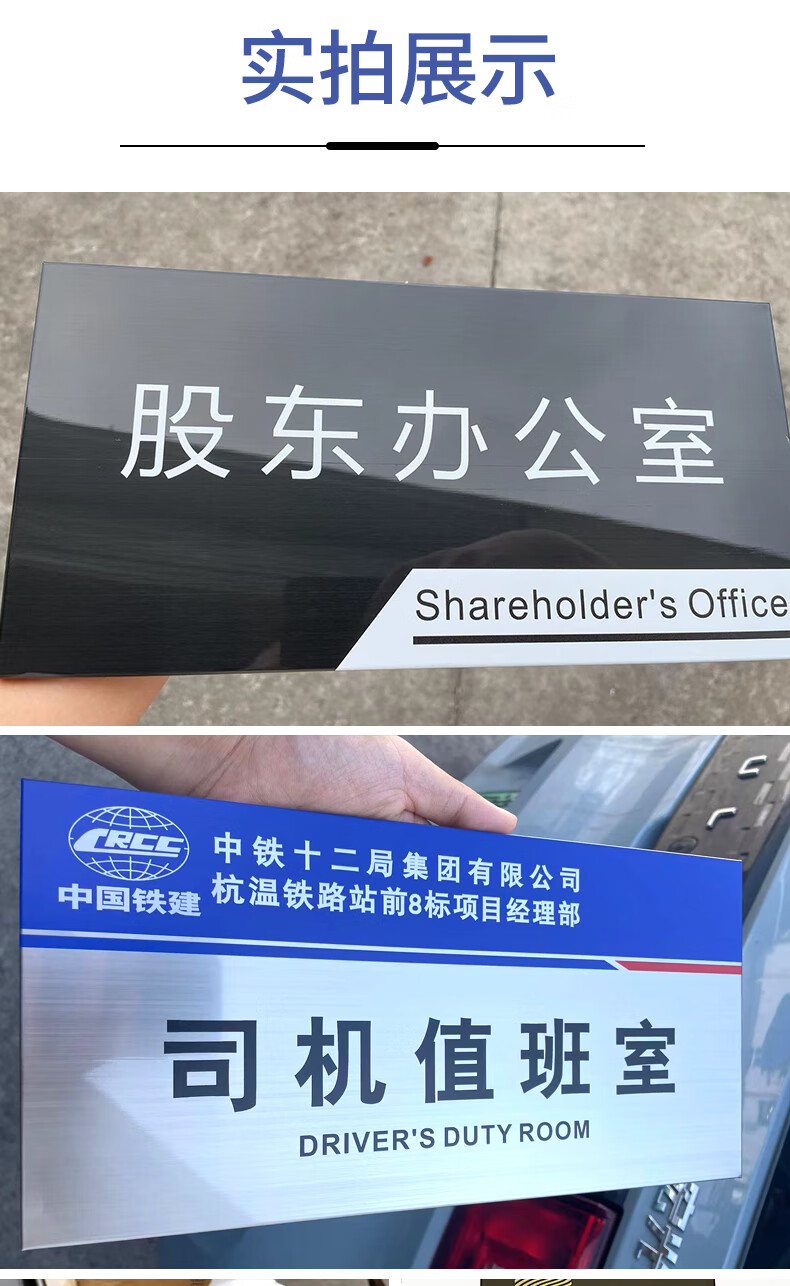 实拍展示
股东办公室
Shareholder's Office
CRCC
中国铁建
中铁十二局集团有限公司
杭温铁路站前8标项目经理部
司机值班室
DRIVER'S DUTY ROOM